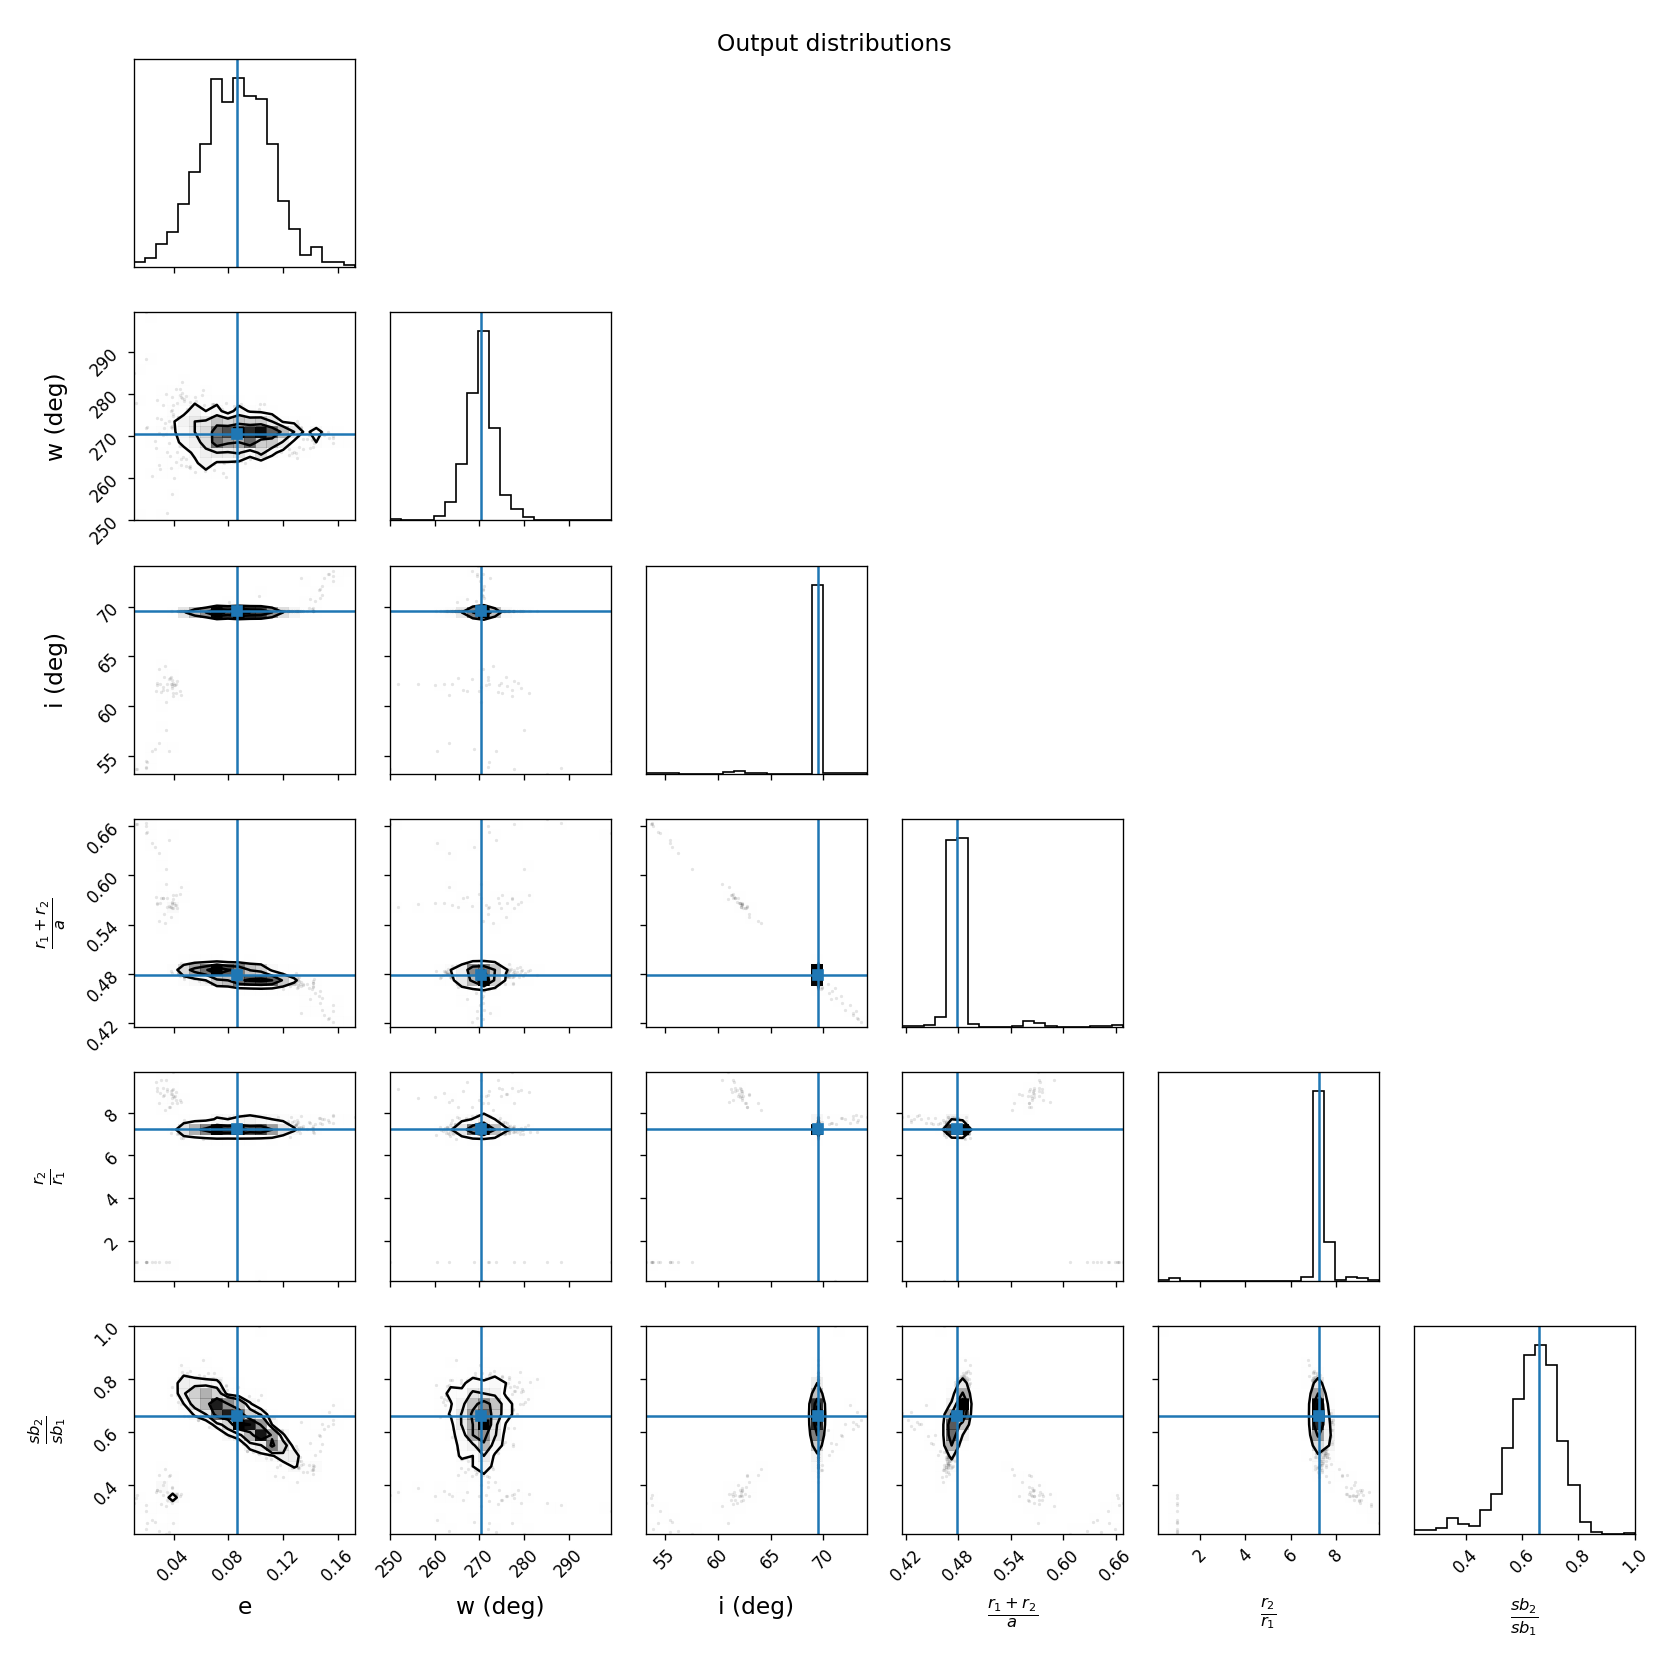 Output distributions
w (deg)
290
280
270
260
250
i (deg)
70
65
60
55
r₁ + r₂
a
0.66
0.60
0.54
0.48
0.42
r₂
r₁
8
6
4
2
sb₂
sb₁
1.0
0.8
0.6
0.4
0.04 0.08 0.12 0.16 250 260 270 290 55 60 65 70 0.42 0.48 0.54 0.60 0.66 2 4 6 8 0.4 0.6 0.8 1.0
e w (deg) i (deg)
r₁ + r₂
a
r₂
r₁
sb₂
sb₁